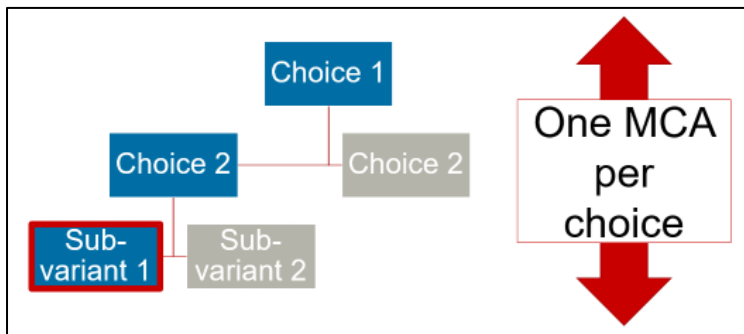 Choice 1
Choice 2
Choice 2
Sub-
variant 1
Sub-
variant 2
One MCA
per
choice